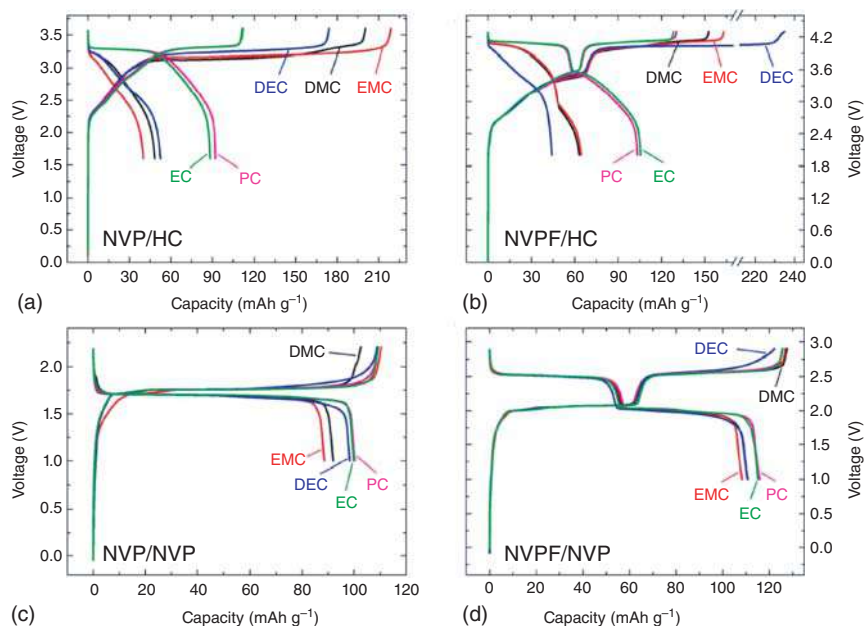 3.5
3.0
2.5
2.0
1.5
1.0
0.5
0.0
Voltage (V)
DEC
DMC
EMC
EC
PC
NVP/HC
0 30 60 90 120 150 180 210
(a)
Capacity (mAh g⁻¹)
4.2
3.6
3.0
2.4
1.8
1.2
0.6
0.0
Voltage (V)
DMC
EMC
DEC
PC
EC
NVPF/HC
0 30 60 90 120 150 220 240
(b)
Capacity (mAh g⁻¹)
2.0
1.5
1.0
0.5
0.0
Voltage (V)
DMC
EMC
DEC
EC
PC
NVP/NVP
0 20 40 60 80 100 120
(c)
Capacity (mAh g⁻¹)
3.0
2.5
2.0
1.5
1.0
0.5
0.0
Voltage (V)
DEC
DMC
EMC
EC
PC
NVPF/NVP
0 20 40 60 80 100 120 140
(d)
Capacity (mAh g⁻¹)